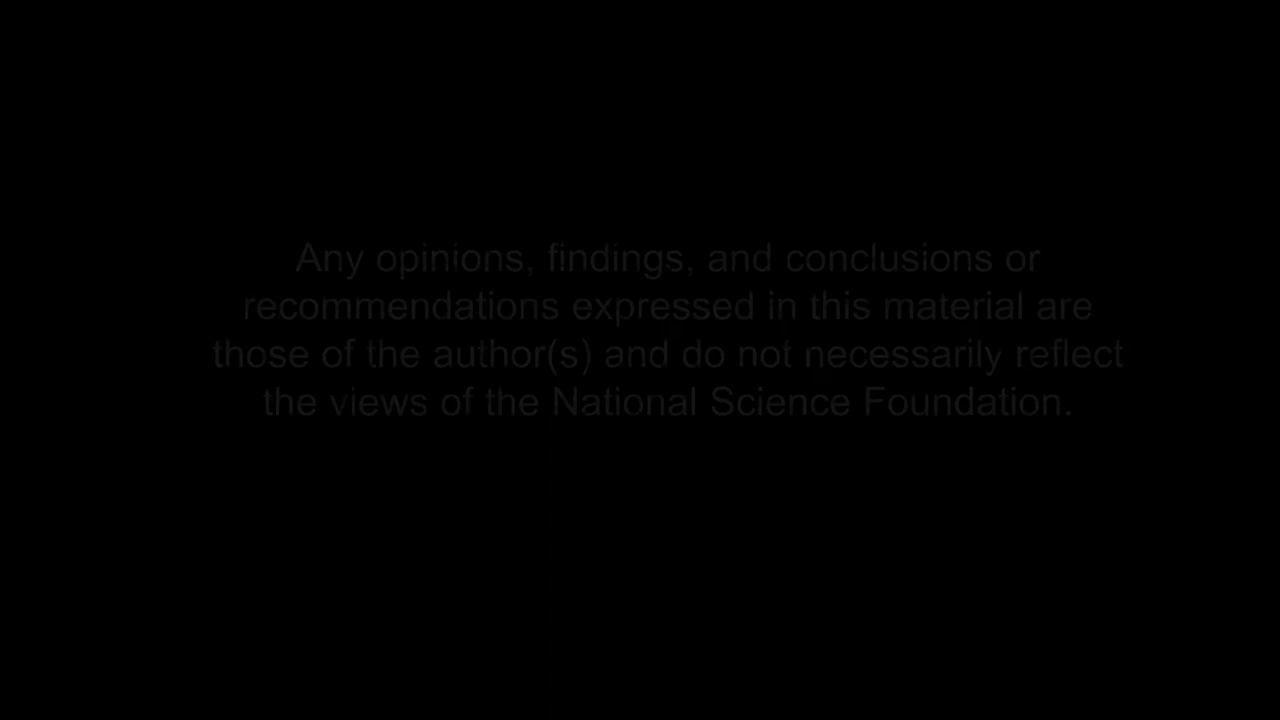 Any opinions, findings, and conclusions or
recommendations expressed in this material are
those of the author(s) and do not necessarily reflect
the views of the National Science Foundation.